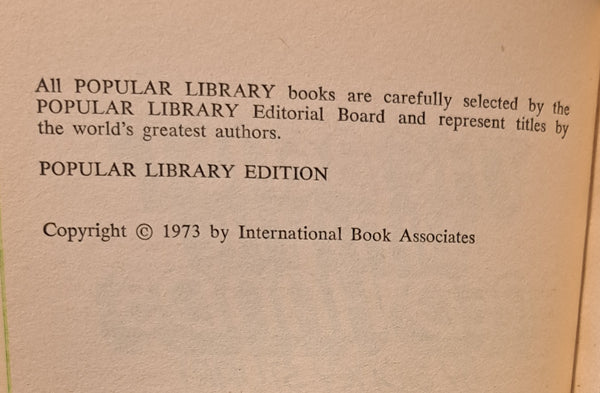 All POPULAR LIBRARY books are carefully selected by the
POPULAR LIBRARY Editorial Board and represent titles by
the world's greatest authors.
POPULAR LIBRARY EDITION
Copyright © 1973 by International Book Associates